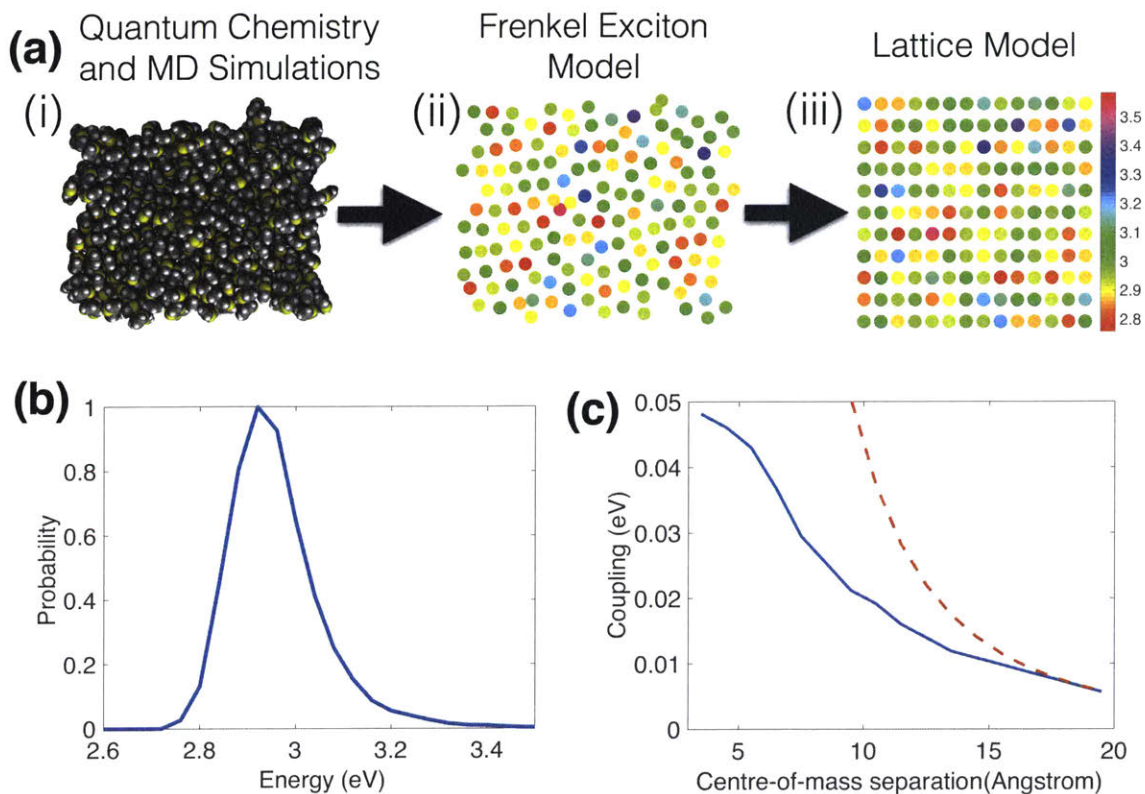 (a)
Quantum Chemistry
and MD Simulations
Frenkel Exciton
Model
Lattice Model
(i)
(ii)
(iii)
3.5
3.4
3.3
3.2
3.1
3
2.9
2.8
(b)
1
0.8
0.6
0.4
0.2
0
Probability
2.6
2.8
3
3.2
3.4
Energy (eV)
(c)
0.05
0.04
0.03
0.02
0.01
0
Coupling (eV)
5
10
15
20
Centre-of-mass separation(Angstrom)